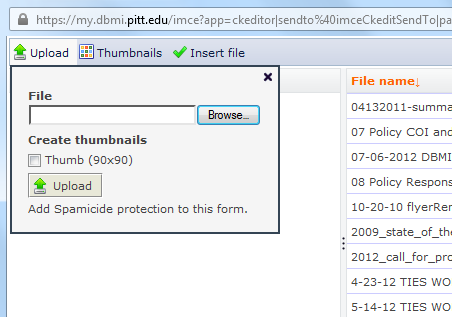 https://my.dbmi.pitt.edu/imce?app=ckeditor|sendto%40imceCkeditSendTo|pa
Upload Thumbnails Insert file
File
Browse...
Create thumbnails
Thumb (90x90)
Upload
Add Spamicide protection to this form.
File name↓
04132011-summa
07 Policy COI and
07-06-2012 DBMI
08 Policy Respons
10-20-10 flyerRem
2009_state_of_the
2012_call_for_pro
4-23-12 TIES WO
5-14-12 TIES WO